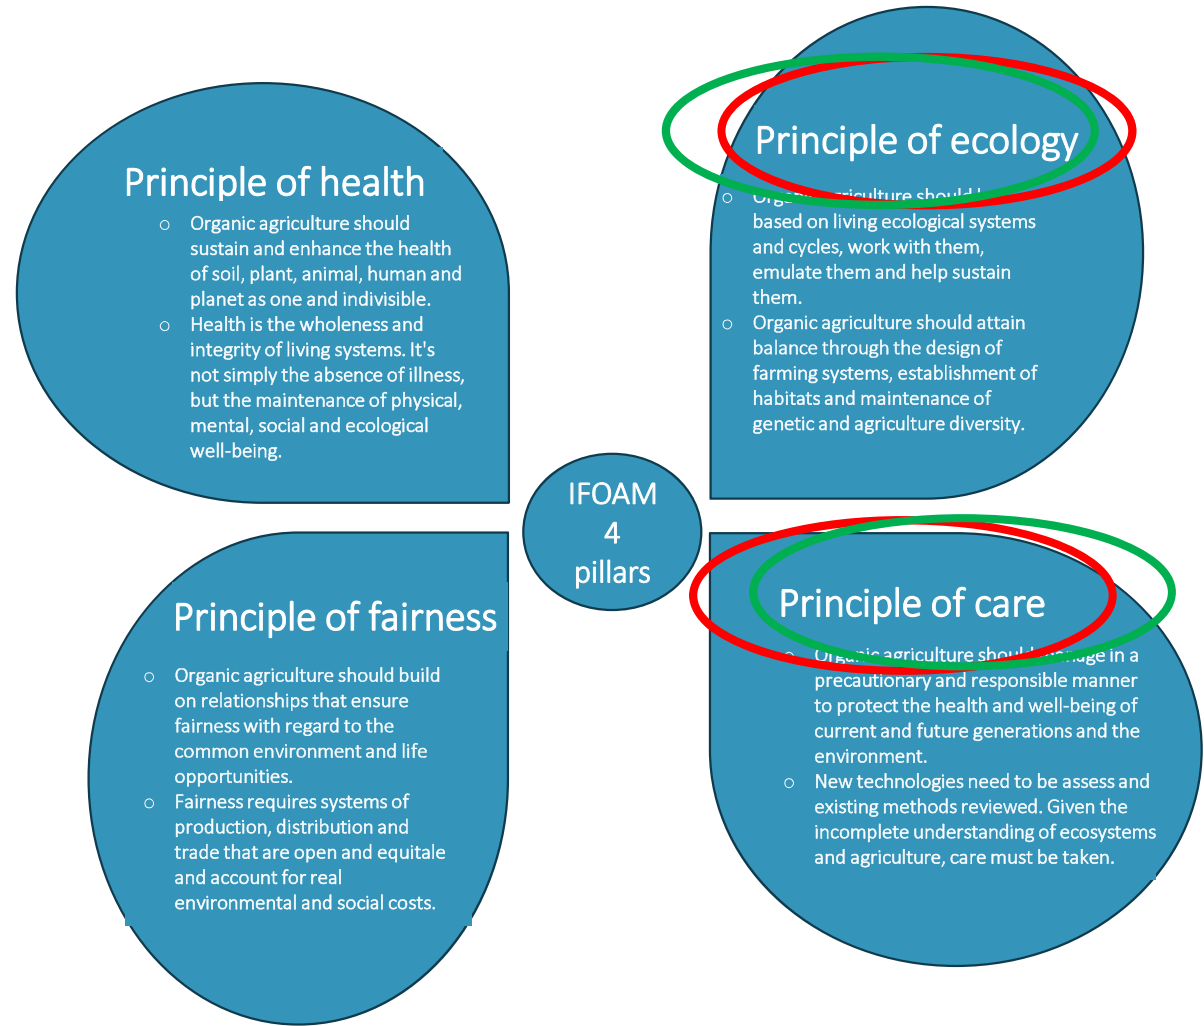 Principle of health
o Organic agriculture should
sustain and enhance the health
of soil, plant, animal, human and
planet as one and indivisible.
o Health is the wholeness and
integrity of living systems. It's
not simply the absence of illness,
but the maintenance of physical,
mental, social and ecological
well-being.
Principle of ecology
o Organic agriculture should
based on living ecological systems
and cycles, work with them,
emulate them and help sustain
them.
o Organic agriculture should attain
balance through the design of
farming systems, establishment of
habitats and maintenance of
genetic and agriculture diversity.
IFOAM
4
pillars
Principle of fairness
o Organic agriculture should build
on relationships that ensure
fairness with regard to the
common environment and life
opportunities.
o Fairness requires systems of
production, distribution and
trade that are open and equitale
and account for real
environmental and social costs.
Principle of care
o Organic agriculture should manage in a
precautionary and responsible manner
to protect the health and well-being of
current and future generations and the
environment.
o New technologies need to be assess and
existing methods reviewed. Given the
incomplete understanding of ecosystems
and agriculture, care must be taken.